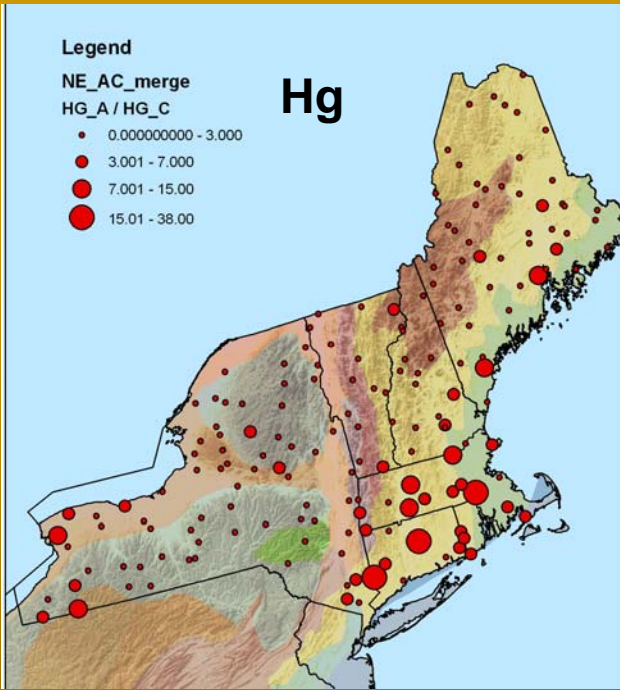 Legend
NE_AC_merge
Hg
HG_A / HG_C
0.000000000 - 3.000
3.001 - 7.000
7.001 - 15.00
15.01 - 38.00